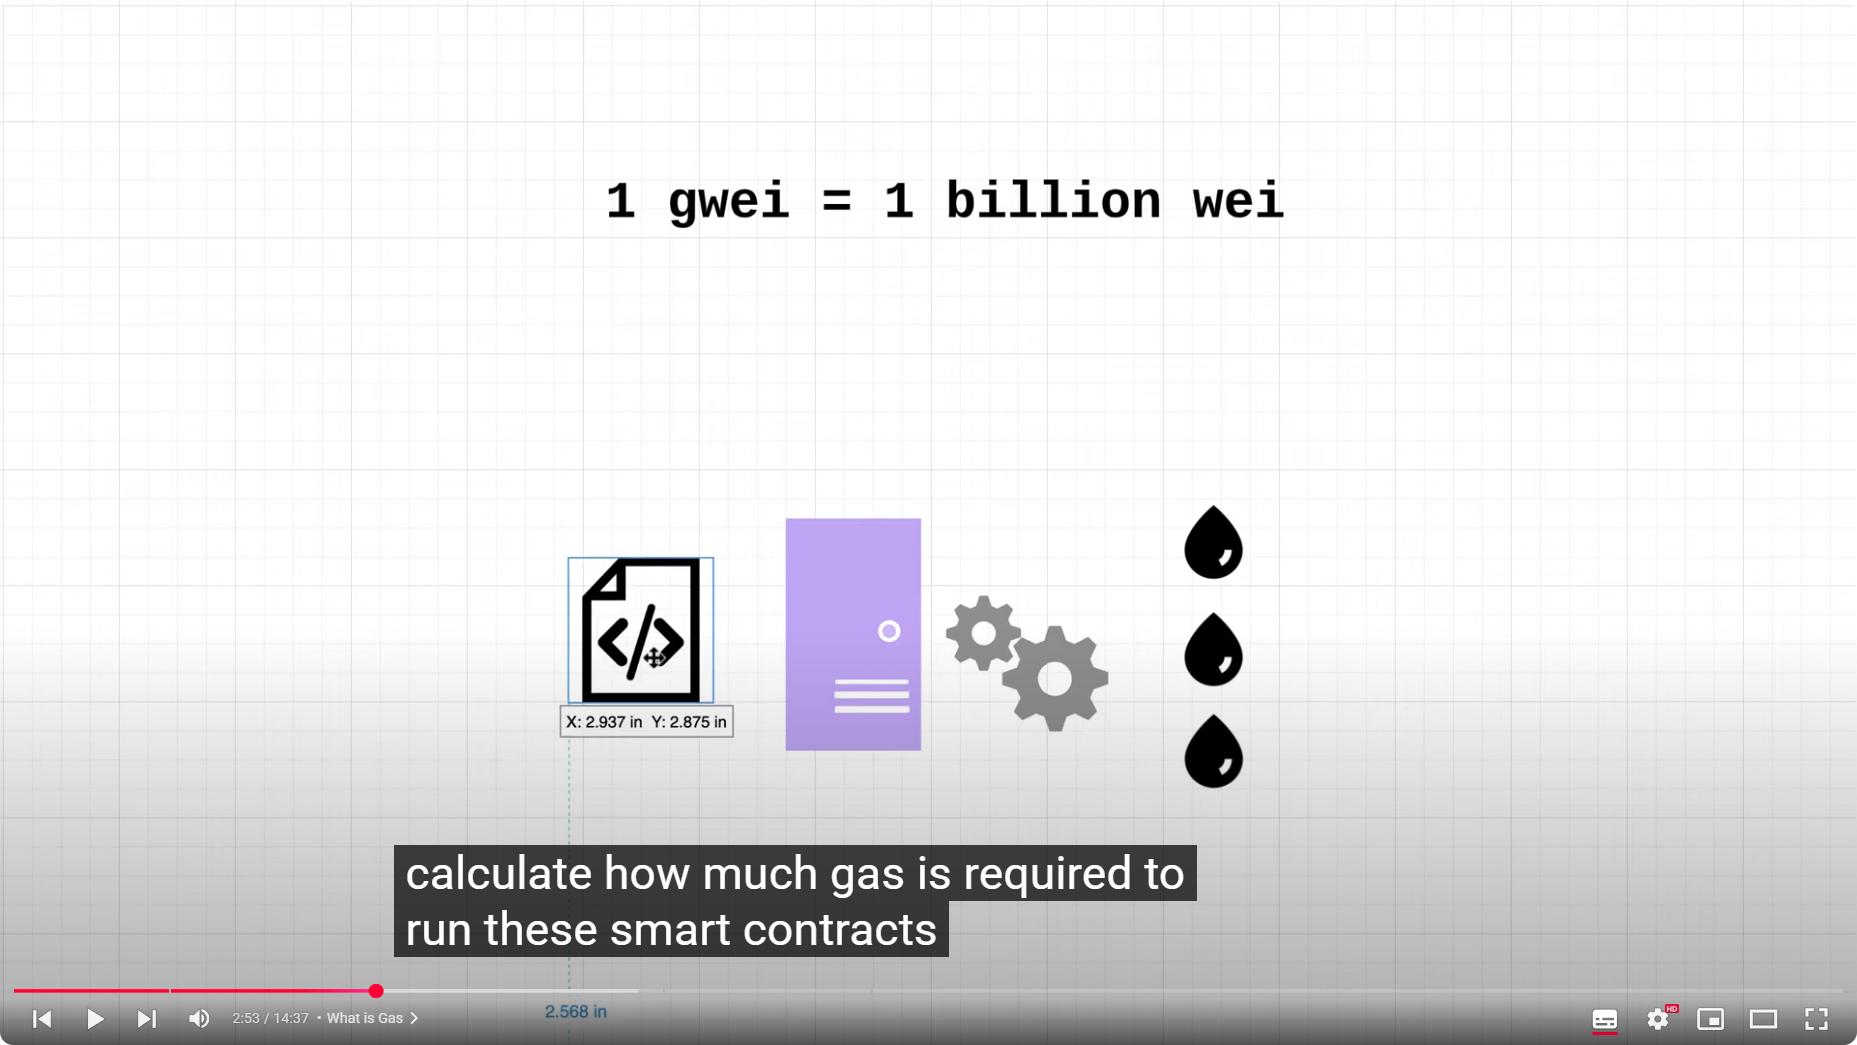 1 gwei = 1 billion wei
</>
X: 2.937 in  Y: 2.875 in
calculate how much gas is required to
run these smart contracts
2.568 in
2:53 / 14:37 • What is Gas
HD